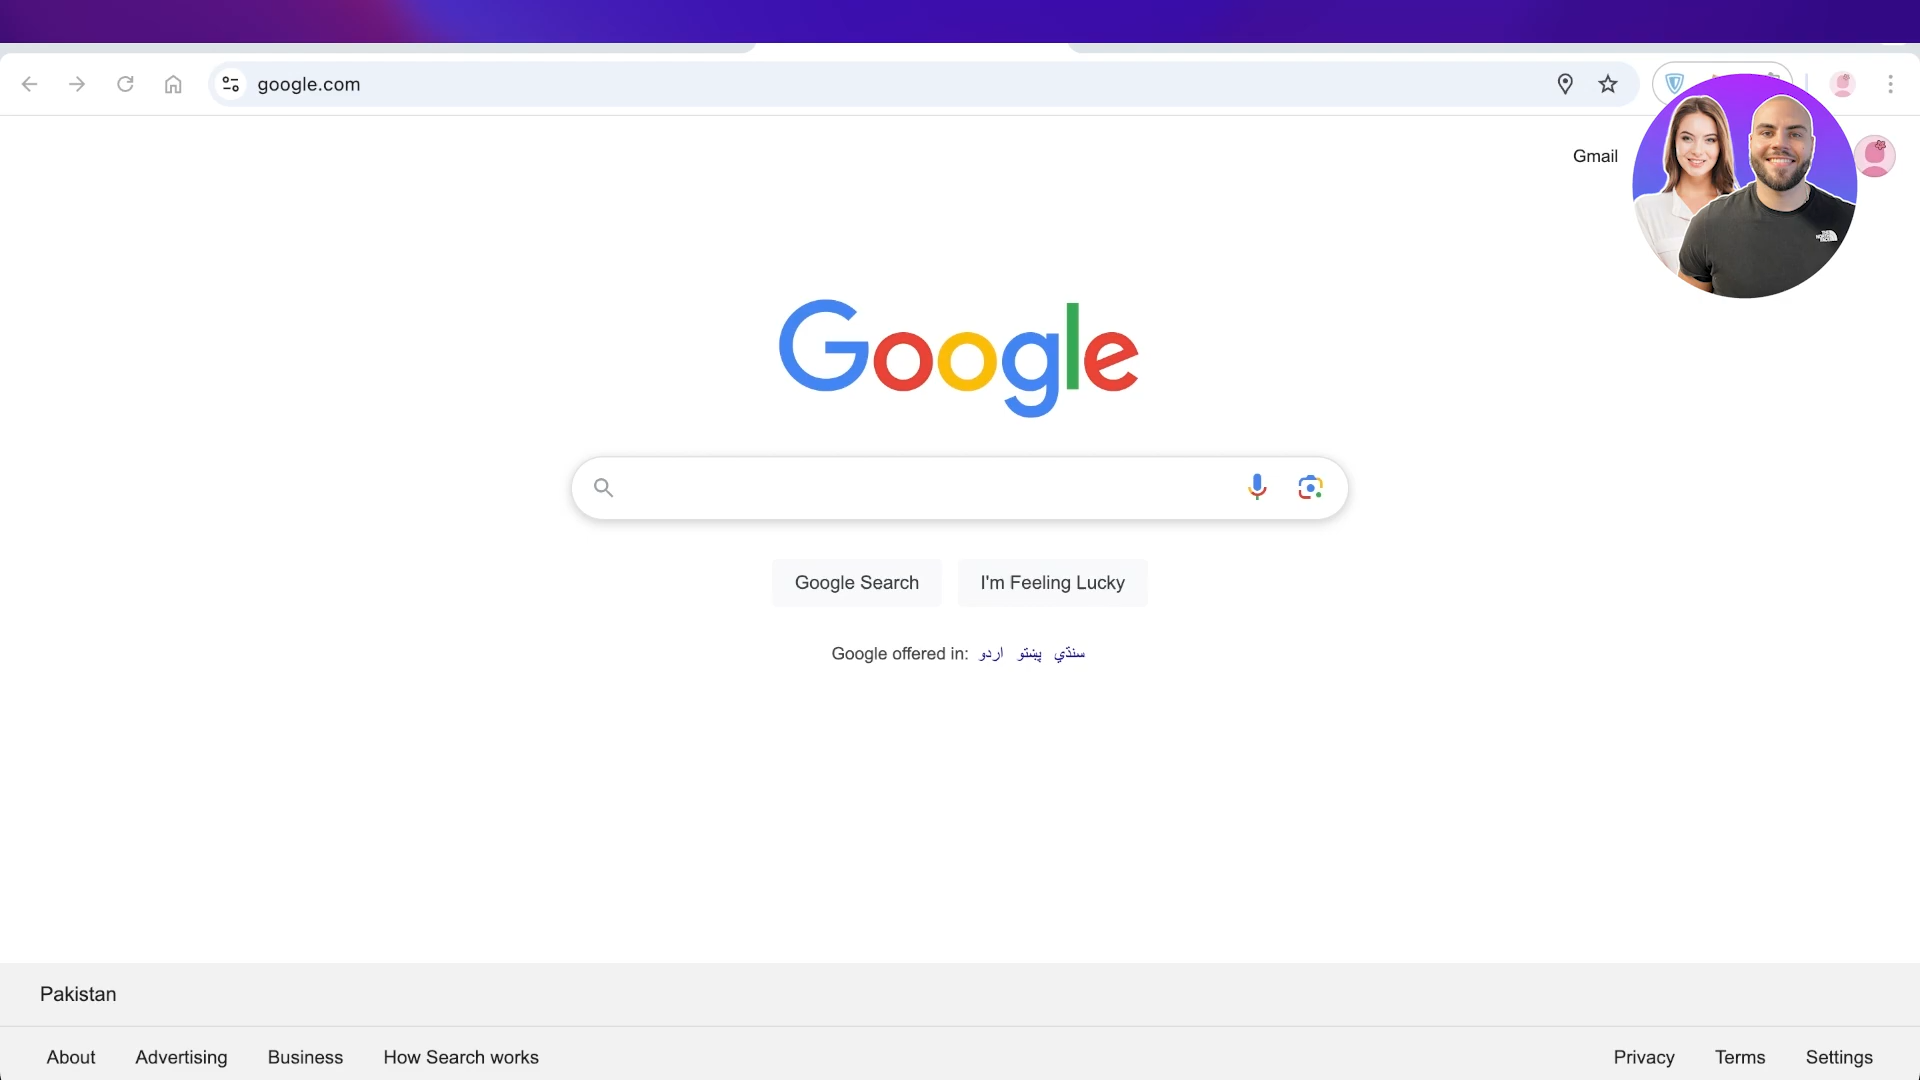 google.com
Gmail
Google
Google Search
I'm Feeling Lucky
Google offered in: اردو پښتو سنڌي
Pakistan
About
Advertising
Business
How Search works
Privacy
Terms
Settings